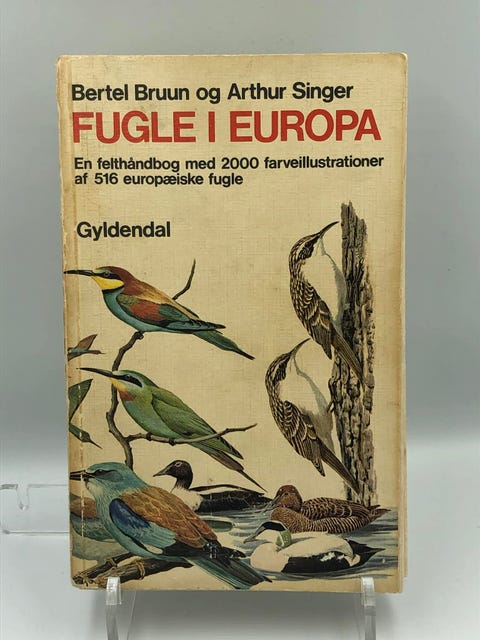 Bertel Bruun og Arthur Singer
FUGLE I EUROPA
En felthåndbog med 2000 farveillustrationer
af 516 europæiske fugle
Gyldendal